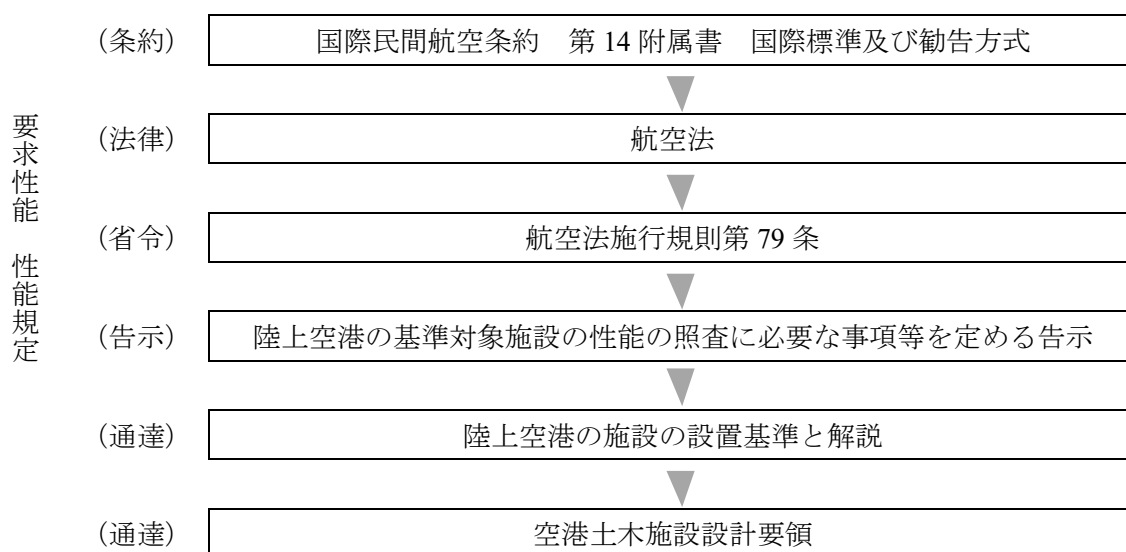 （条約）
国際民間航空条約　第 14 附属書　国際標準及び勧告方式
（法律）
航空法
（省令）
航空法施行規則第 79 条
（告示）
陸上空港の基準対象施設の性能の照査に必要な事項等を定める告示
（通達）
陸上空港の施設の設置基準と解説
（通達）
空港土木施設設計要領
要求性能　性能規定